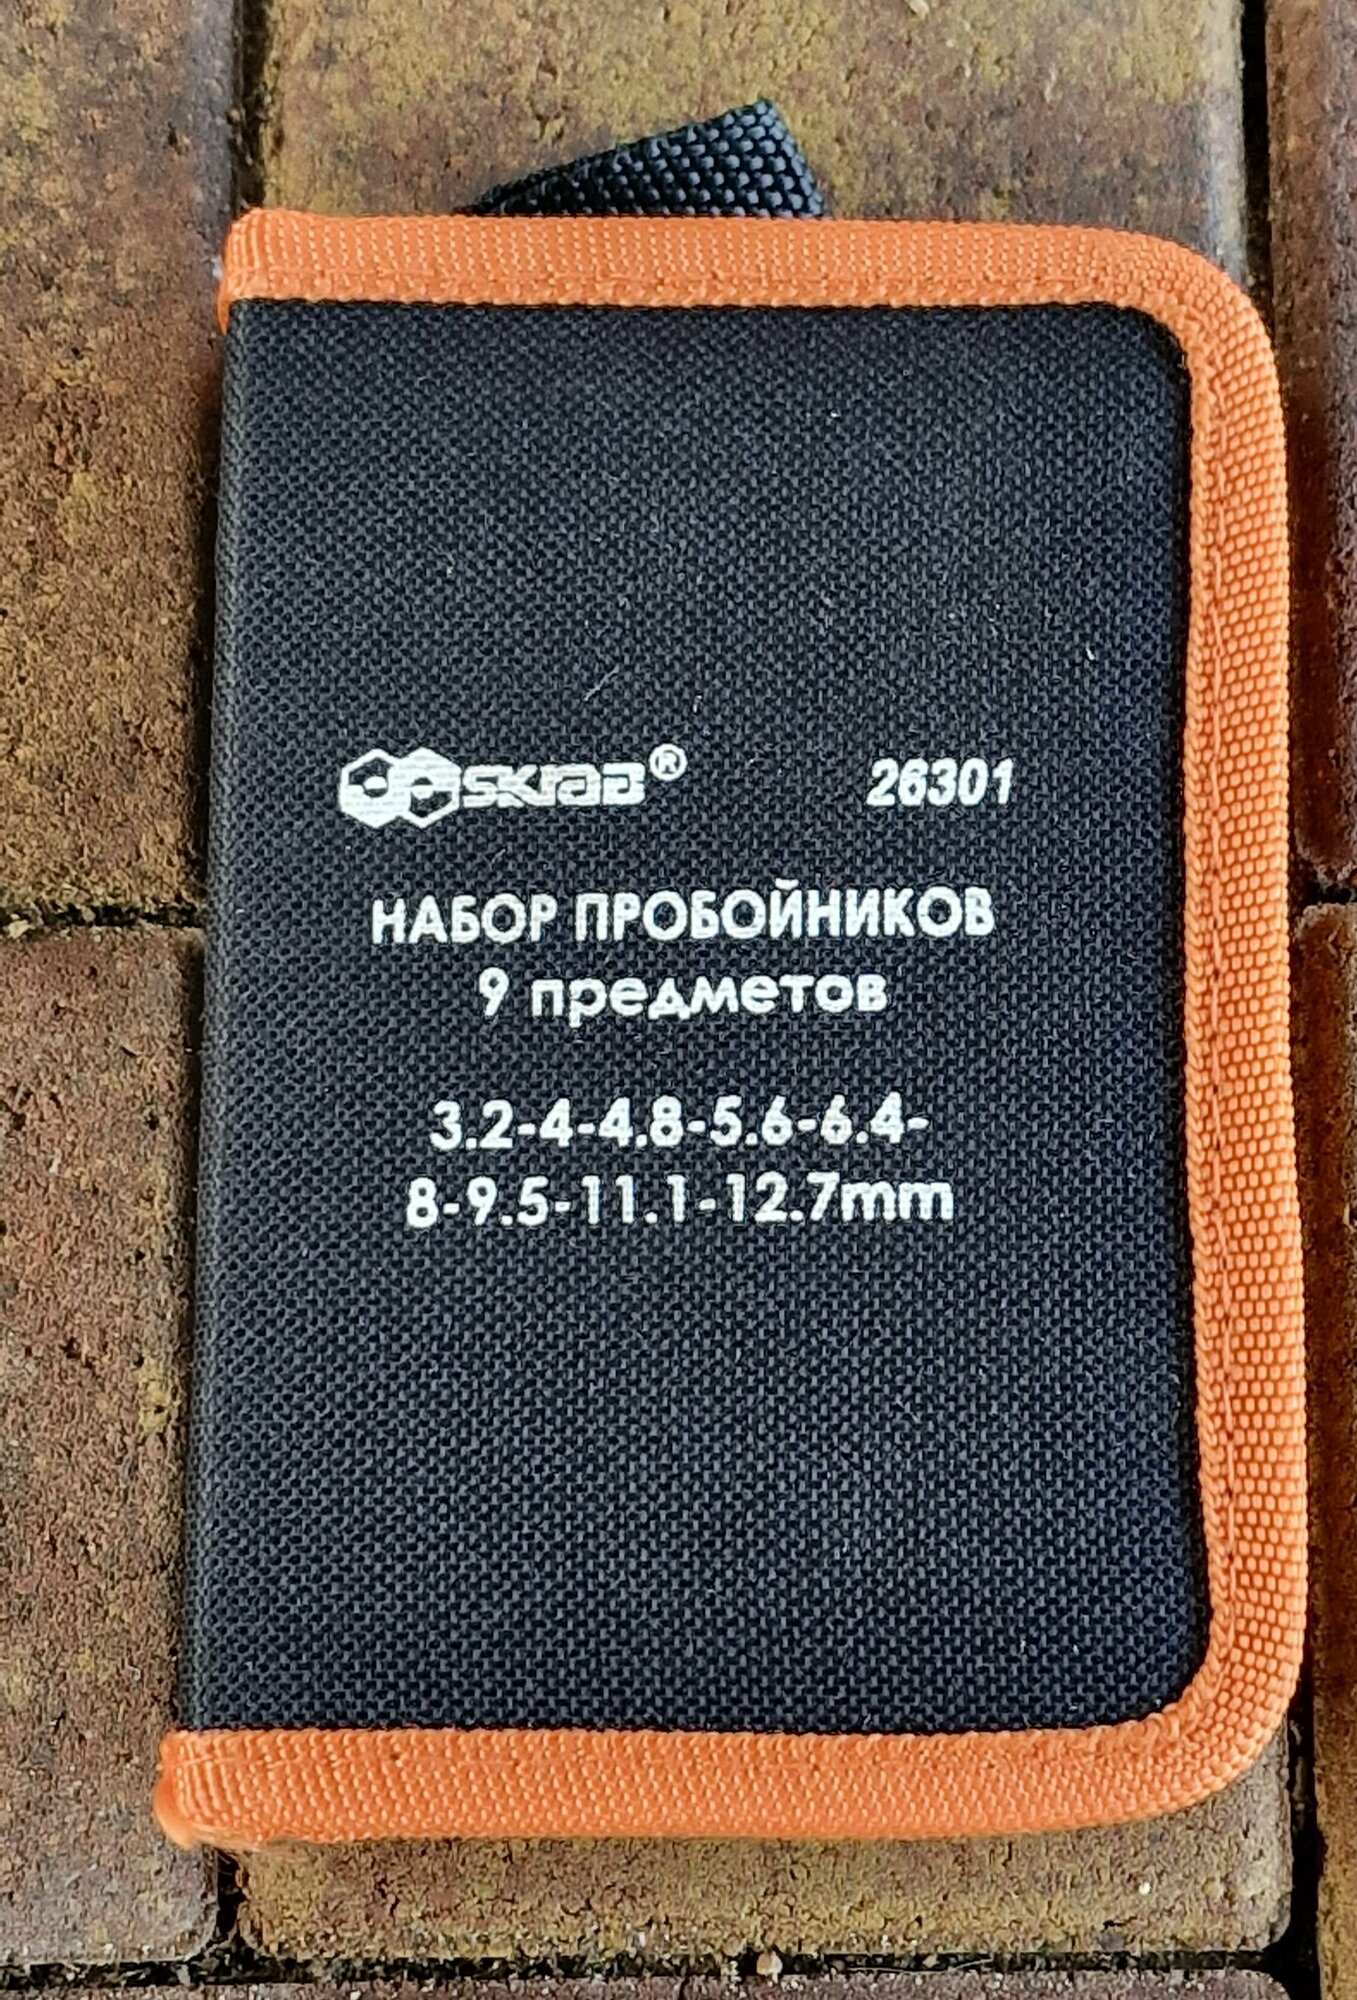 SKRAB® 26301
НАБОР ПРОБОЙНИКОВ
9 предметов
3.2-4-4.8-5.6-6.4-
8-9.5-11.1-12.7mm